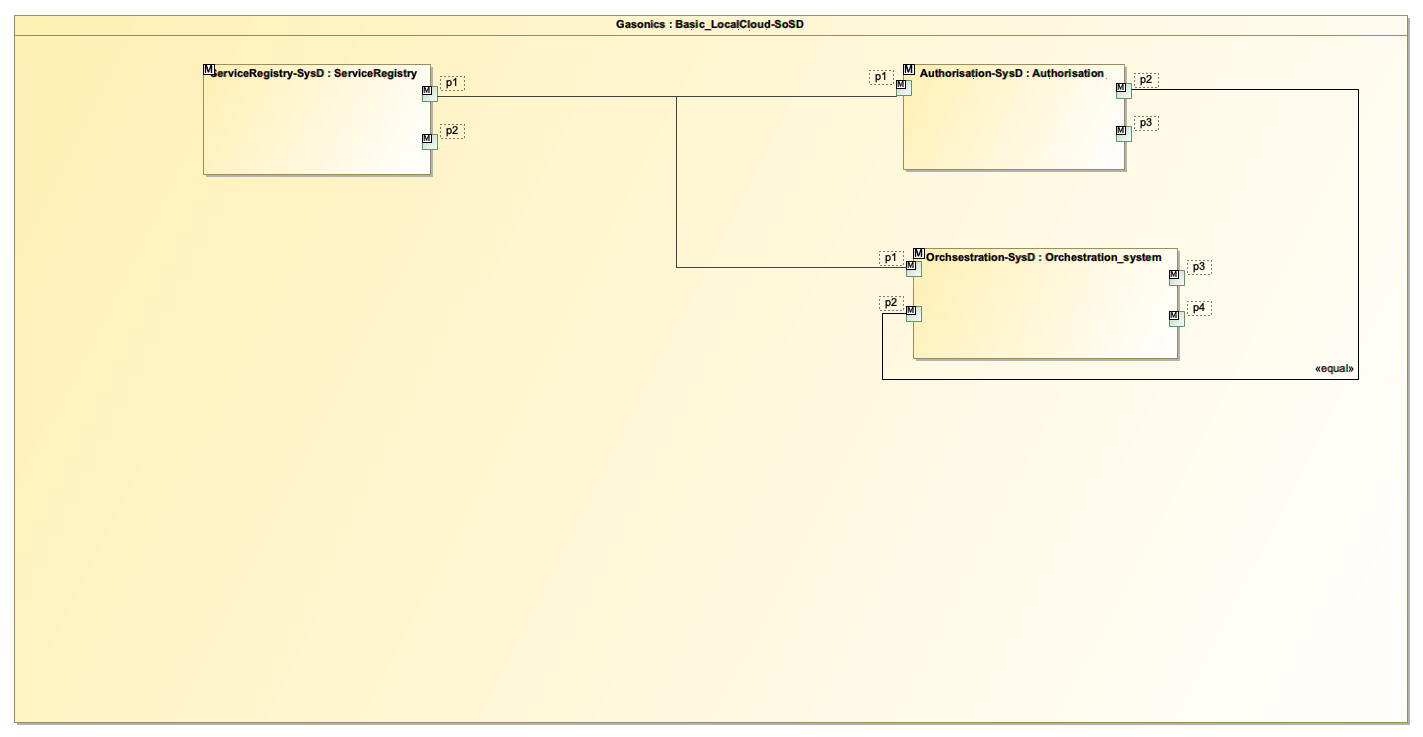 Gasonics : Basic_LocalCloud-SoSD
M
ServiceRegistry-SysD : ServiceRegistry
M
p1
M
p2
p1
M
M
Authorisation-SysD : Authorisation
M
p2
M
p3
p1
M
M
Orchsestration-SysD : Orchestration_system
M
p3
p2
M
M
p4
«equal»